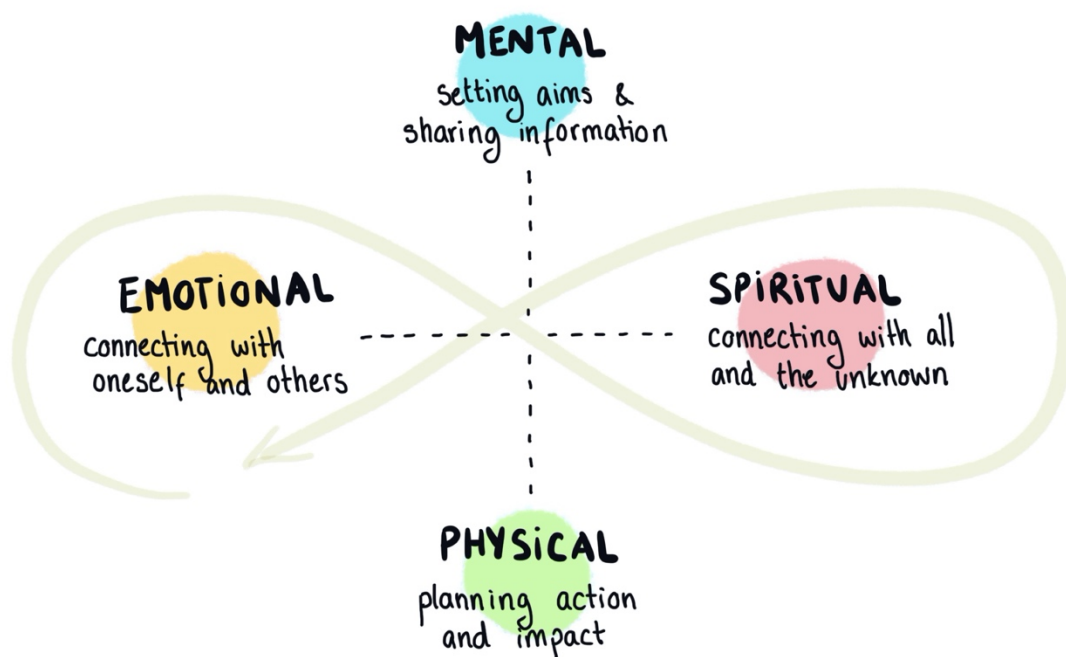 MENTAL
setting aims &
sharing information
EMOTiONAL
connecting with
oneself and others
SPiRiTUAL
connecting with all
and the unknown
PHYSiCAL
planning action
and impact